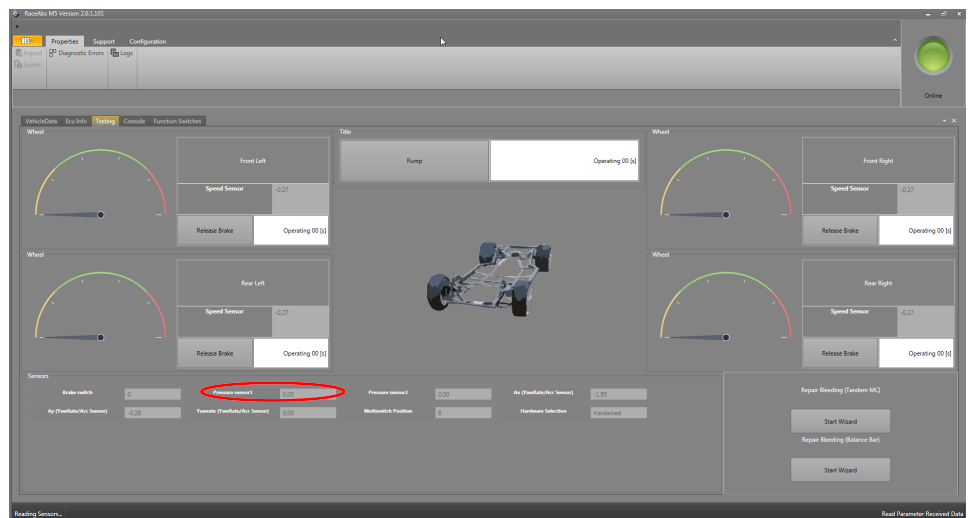 RaceAbs M5 Version 2.0.1.101
Properties Support Configuration
Import Diagnostic Errors Logs
Export
Online
VehicleData Ecu Info Testing Console Function Switches
Wheel Title Wheel
Front Left Pump Operating 00 [s] Front Right
Speed Sensor -0,27 Speed Sensor -0,27
Release Brake Operating 00 [s] Release Brake Operating 00 [s]
Wheel Wheel
Rear Left Rear Right
Speed Sensor -0,27 Speed Sensor -0,27
Release Brake Operating 00 [s] Release Brake Operating 00 [s]
Sensors
Brake switch 0 Pressure sensor1 0,00 Pressure sensor2 0,00 Ax (YawRate/Acc Sensor) -1,95
Ay (YawRate/Acc Sensor) -0,28 Yawrate (YawRate/Acc Sensor) 0,00 Multiswitch Position 6 Hardware Selection Hardwired
Repair Bleeding (Tandem MC)
Start Wizard
Repair Bleeding (Balance Bar)
Start Wizard
Reading Sensors... Read Parameter Received Data